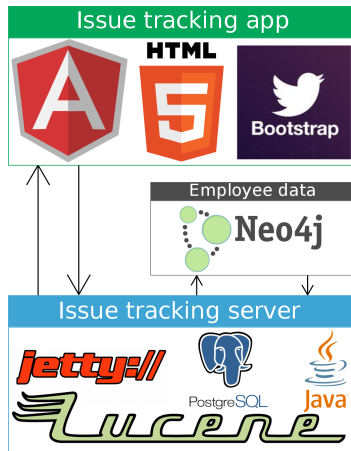 Issue tracking app
A
HTML
5
Bootstrap
Employee data
Neo4j
Issue tracking server
jetty://
PostgreSQL
Java
Lucene